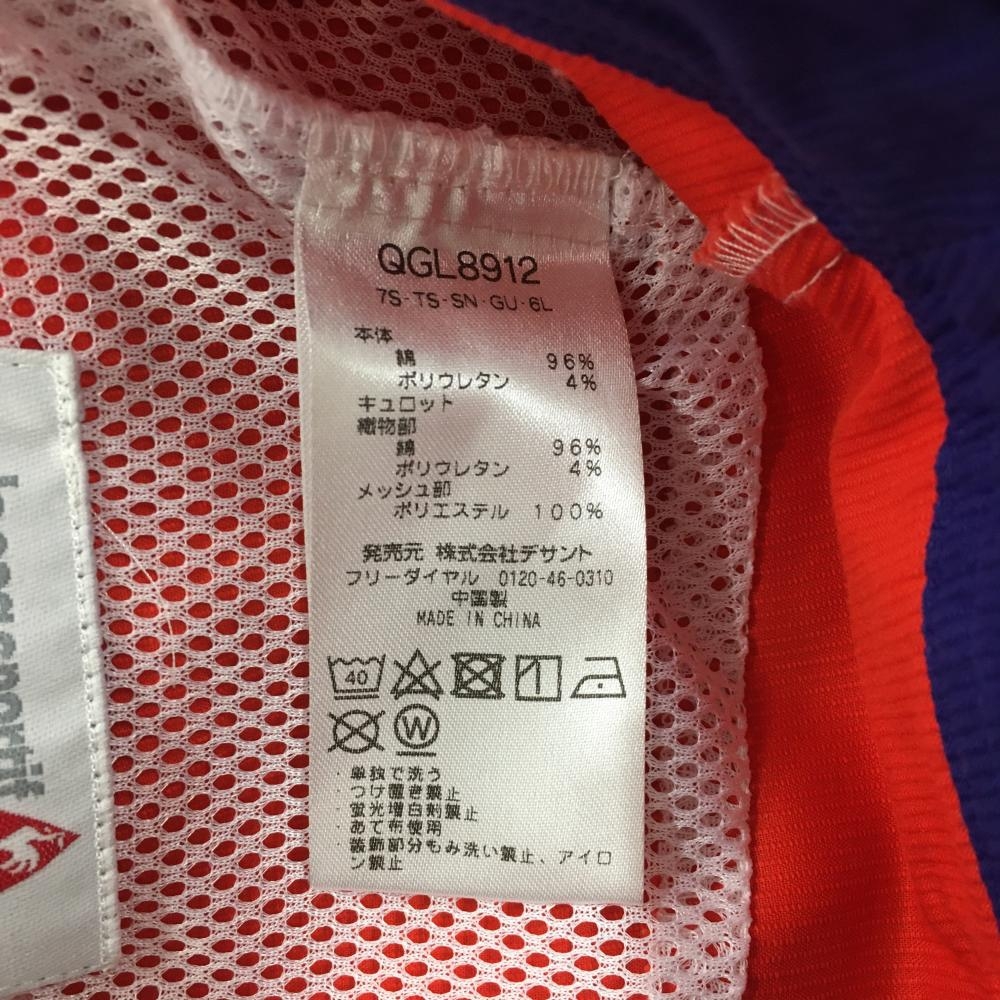 QGL8912
7S-TS-SN-GU-6L
本体
綿 96%
ポリウレタン 4%
キュロット
織物部
綿 96%
ポリウレタン 4%
メッシュ部
ポリエステル 100%
発売元 株式会社デサント
フリーダイヤル 0120-46-0310
中国製
MADE IN CHINA
40
W
・単独で洗う
・つけ置き禁止
・蛍光増白剤禁止
・あて布使用
・装飾部分もみ洗い禁止、アイロ
ン禁止
le coq sportif